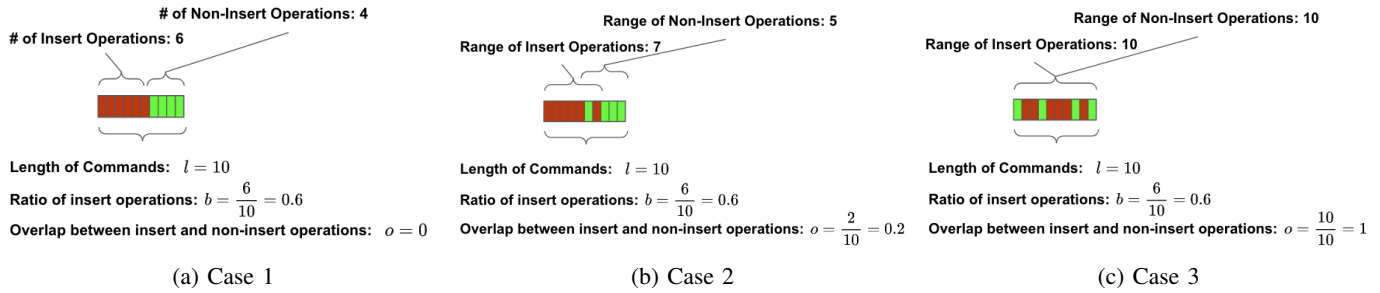 # of Non-Insert Operations: 4
# of Insert Operations: 6
Length of Commands: l = 10
Ratio of insert operations: b = 6/10 = 0.6
Overlap between insert and non-insert operations: o = 0
(a) Case 1
Range of Non-Insert Operations: 5
Range of Insert Operations: 7
Length of Commands: l = 10
Ratio of insert operations: b = 6/10 = 0.6
Overlap between insert and non-insert operations: o = 2/10 = 0.2
(b) Case 2
Range of Non-Insert Operations: 10
Range of Insert Operations: 10
Length of Commands: l = 10
Ratio of insert operations: b = 6/10 = 0.6
Overlap between insert and non-insert operations: o = 10/10 = 1
(c) Case 3